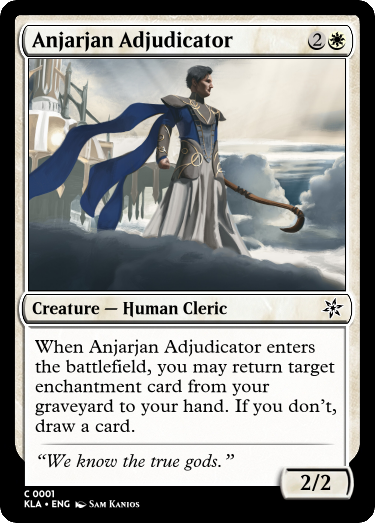 Anjarjan Adjudicator 2
Creature — Human Cleric
When Anjarjan Adjudicator enters
the battlefield, you may return target
enchantment card from your
graveyard to your hand. If you don't,
draw a card.
“We know the true gods.”
2/2
C 0001
KLA • ENG Sam Kanios